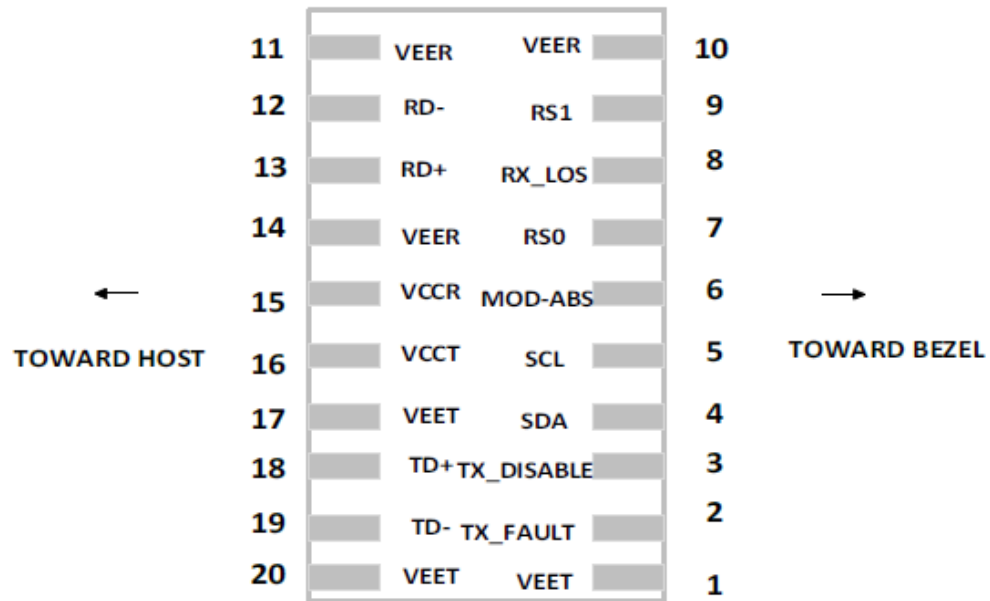 11 VEER VEER 10
12 RD- RS1 9
13 RD+ RX_LOS 8
14 VEER RS0 7
15 VCCR MOD-ABS 6
TOWARD HOST TOWARD BEZEL
16 VCCT SCL 5
17 VEET SDA 4
18 TD+ TX_DISABLE 3
19 TD- TX_FAULT 2
20 VEET VEET 1